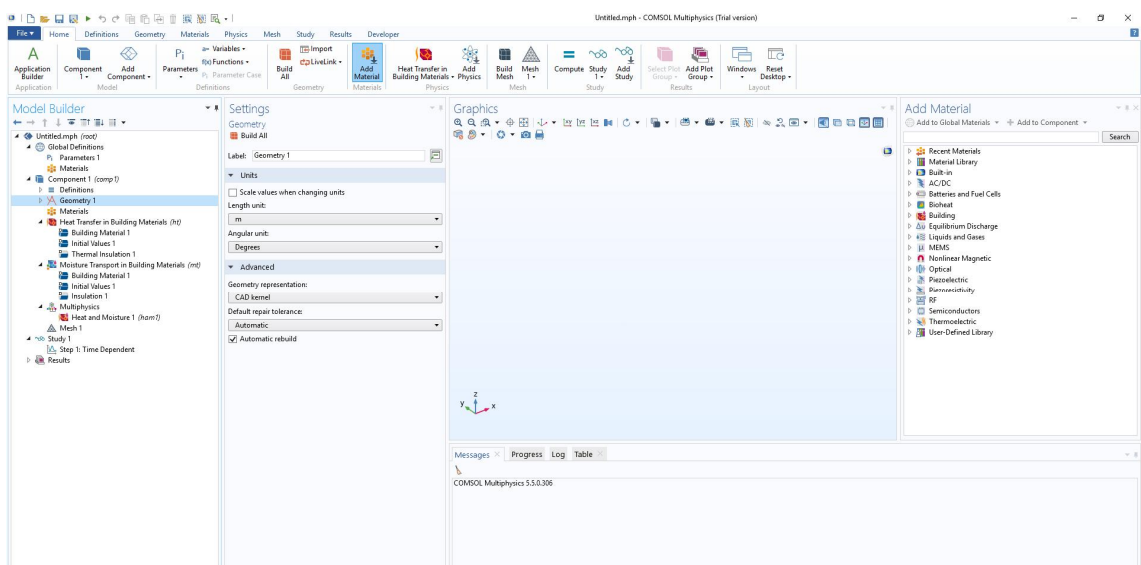 Untitled.mph - COMSOL Multiphysics (Trial version)
File Home Definitions Geometry Materials Physics Mesh Study Results Developer
Application Builder
Component 1
Add Component
Pi Parameters
a= Variables
f(x) Functions
Pi Parameter Case
Build All
Import
LiveLink
Add Material
Heat Transfer in Building Materials
Add Physics
Build Mesh
Mesh 1
Compute
Study 1
Add Study
Select Plot Group
Add Plot Group
Windows
Reset Desktop
Application Model Definitions Geometry Materials Physics Mesh Study Results Layout
Model Builder
Untitled.mph (root)
Global Definitions
Pi Parameters 1
Materials
Component 1 (comp1)
Definitions
Geometry 1
Materials
Heat Transfer in Building Materials (ht)
Building Material 1
Initial Values 1
Thermal Insulation 1
Moisture Transport in Building Materials (mt)
Building Material 1
Initial Values 1
Insulation 1
Multiphysics
Heat and Moisture 1 (ham1)
Mesh 1
Study 1
Step 1: Time Dependent
Results
Settings
Geometry
Build All
Label: Geometry 1
Units
Scale values when changing units
Length unit:
m
Angular unit:
Degrees
Advanced
Geometry representation:
CAD kernel
Default repair tolerance:
Automatic
Automatic rebuild
Graphics
z
y x
Messages Progress Log Table
COMSOL Multiphysics 5.5.0.306
Add Material
Add to Global Materials + Add to Component
Search
Recent Materials
Material Library
Built-in
AC/DC
Batteries and Fuel Cells
Bioheat
Building
Equilibrium Discharge
Liquids and Gases
MEMS
Nonlinear Magnetic
Optical
Piezoelectric
Piezoresistivity
RF
Semiconductors
Thermoelectric
User-Defined Library